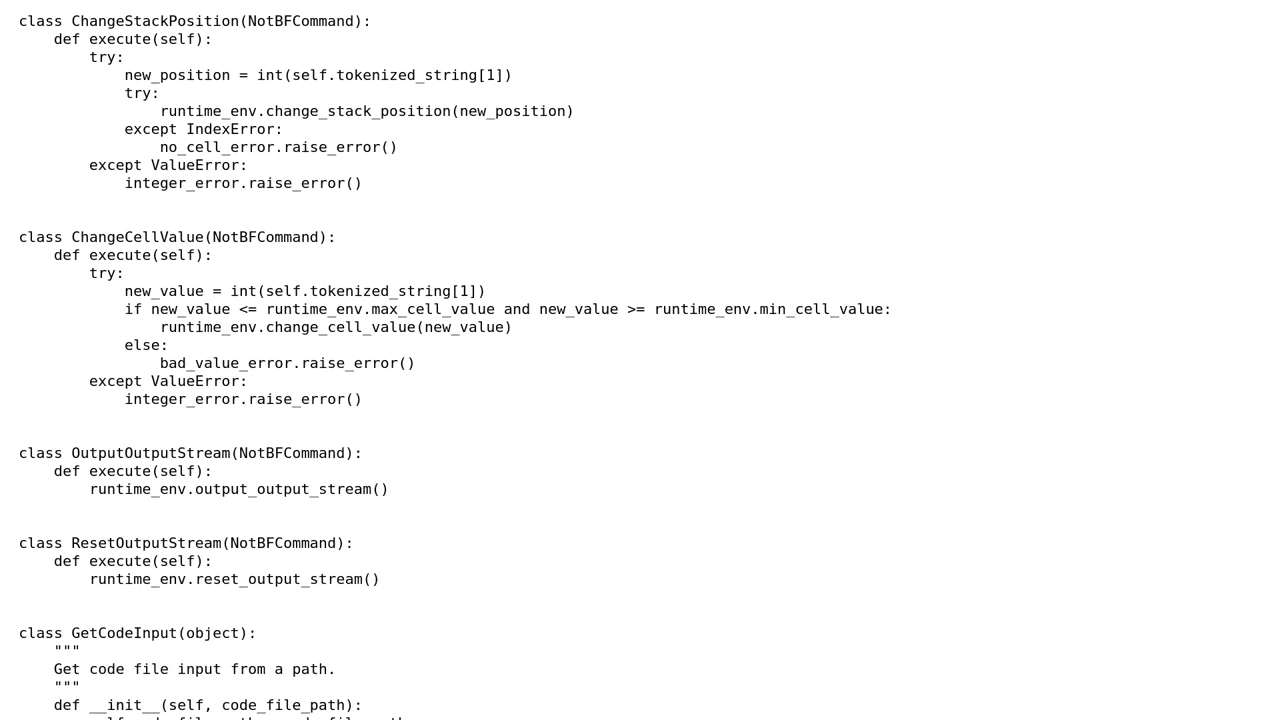 class ChangeStackPosition(NotBFCommand):
    def execute(self):
        try:
            new_position = int(self.tokenized_string[1])
            try:
                runtime_env.change_stack_position(new_position)
            except IndexError:
                no_cell_error.raise_error()
        except ValueError:
            integer_error.raise_error()


class ChangeCellValue(NotBFCommand):
    def execute(self):
        try:
            new_value = int(self.tokenized_string[1])
            if new_value <= runtime_env.max_cell_value and new_value >= runtime_env.min_cell_value:
                runtime_env.change_cell_value(new_value)
            else:
                bad_value_error.raise_error()
        except ValueError:
            integer_error.raise_error()


class OutputOutputStream(NotBFCommand):
    def execute(self):
        runtime_env.output_output_stream()


class ResetOutputStream(NotBFCommand):
    def execute(self):
        runtime_env.reset_output_stream()


class GetCodeInput(object):
    """
    Get code file input from a path.
    """
    def __init__(self, code_file_path):